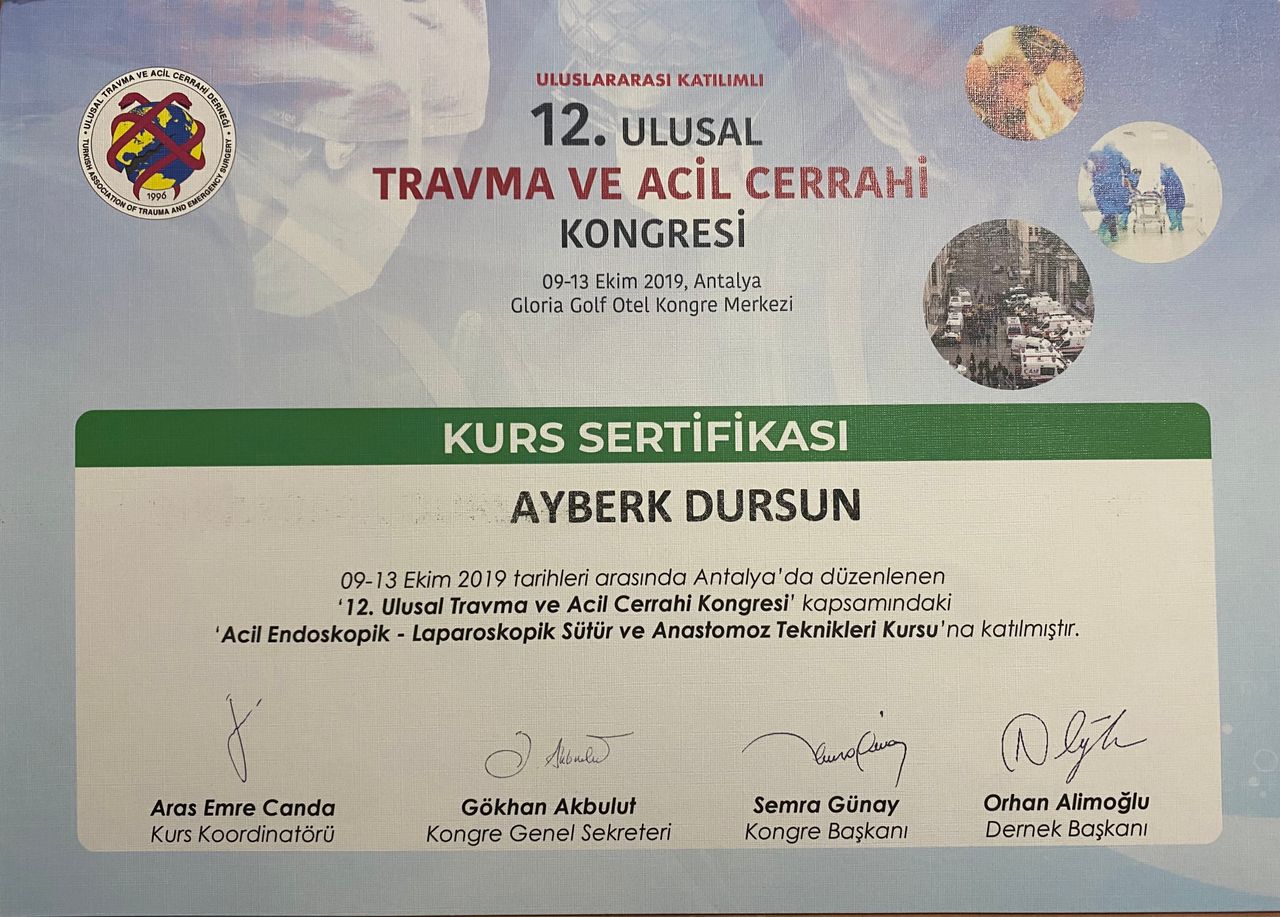 ULUSAL TRAVMA VE ACİL CERRAHİ DERNEĞİ
TURKISH ASSOCIATION OF TRAUMA AND EMERGENCY SURGERY
1996
ULUSLARARASI KATILIMLI
12. ULUSAL
TRAVMA VE ACİL CERRAHİ
KONGRESİ
09-13 Ekim 2019, Antalya
Gloria Golf Otel Kongre Merkezi
KURS SERTİFİKASI
AYBERK DURSUN
09-13 Ekim 2019 tarihleri arasında Antalya'da düzenlenen
'12. Ulusal Travma ve Acil Cerrahi Kongresi' kapsamındaki
'Acil Endoskopik - Laparoskopik Sütür ve Anastomoz Teknikleri Kursu'na katılmıştır.
Aras Emre Canda
Kurs Koordinatörü
Gökhan Akbulut
Kongre Genel Sekreteri
Semra Günay
Kongre Başkanı
Orhan Alimoğlu
Dernek Başkanı